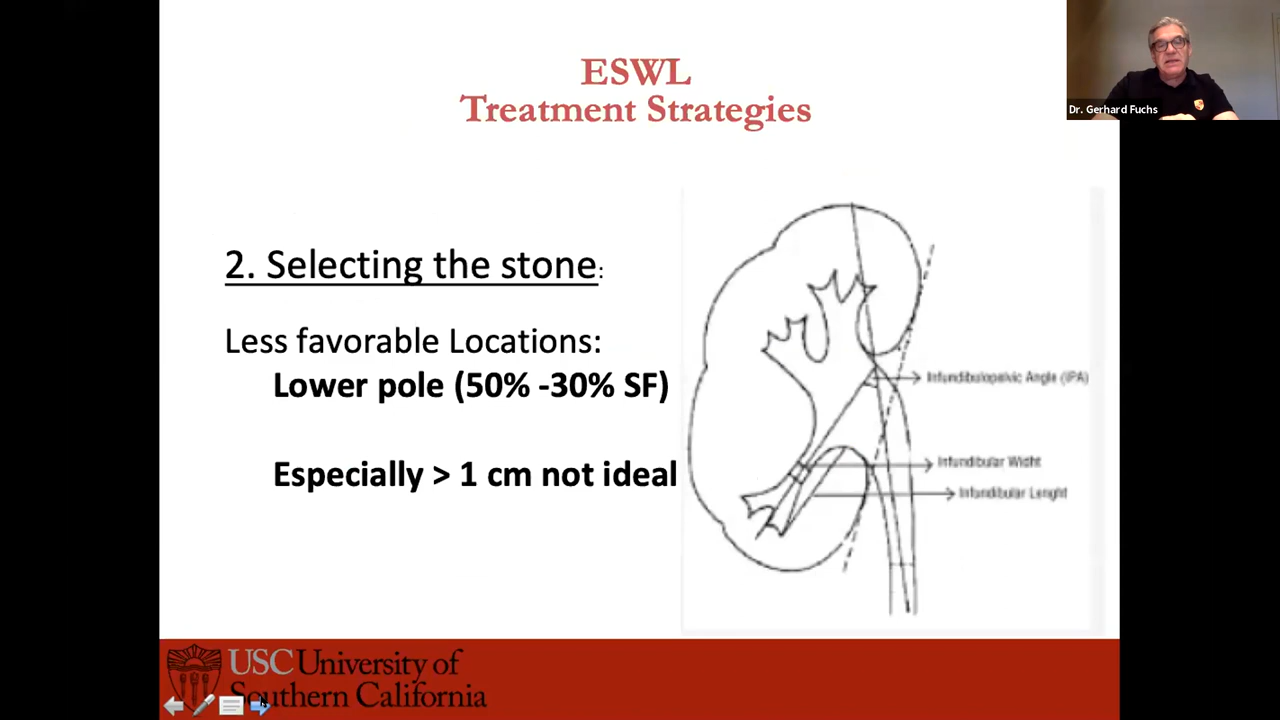 ESWL
Treatment Strategies
Dr. Gerhard Fuchs
2. Selecting the stone:
Less favorable Locations:
Lower pole (50% -30% SF)
Especially > 1 cm not ideal
Infundibulopelvic Angle (IPA)
Infundibular Widht
Infundibular Lenght
USC University of
Southern California